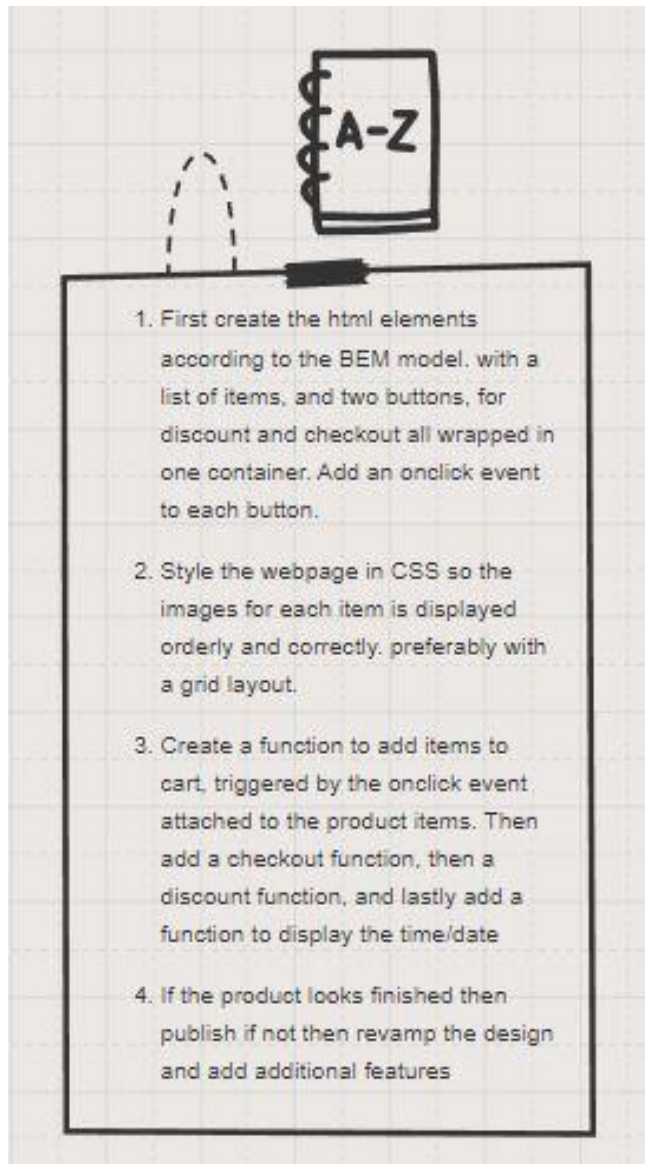 A-Z
1. First create the html elements
according to the BEM model. with a
list of items, and two buttons, for
discount and checkout all wrapped in
one container. Add an onclick event
to each button.
2. Style the webpage in CSS so the
images for each item is displayed
orderly and correctly. preferably with
a grid layout.
3. Create a function to add items to
cart, triggered by the onclick event
attached to the product items. Then
add a checkout function, then a
discount function, and lastly add a
function to display the time/date
4. If the product looks finished then
publish if not then revamp the design
and add additional features